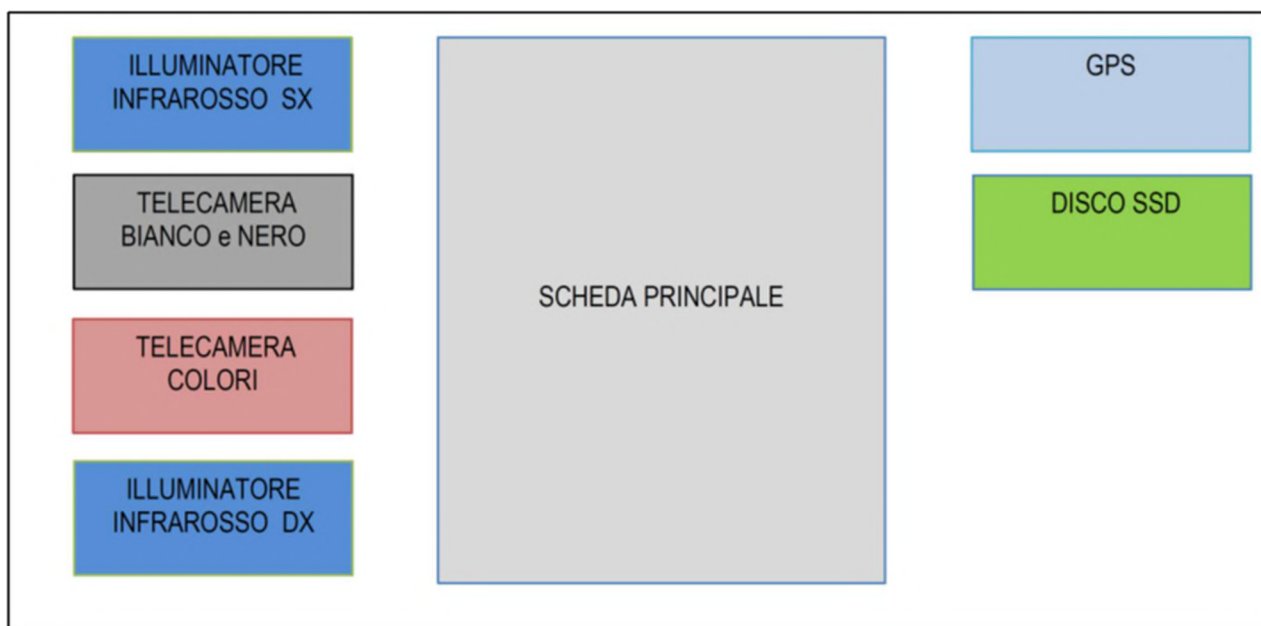 ILLUMINATORE
INFRAROSSO SX
TELECAMERA
BIANCO e NERO
TELECAMERA
COLORI
ILLUMINATORE
INFRAROSSO DX
SCHEDA PRINCIPALE
GPS
DISCO SSD